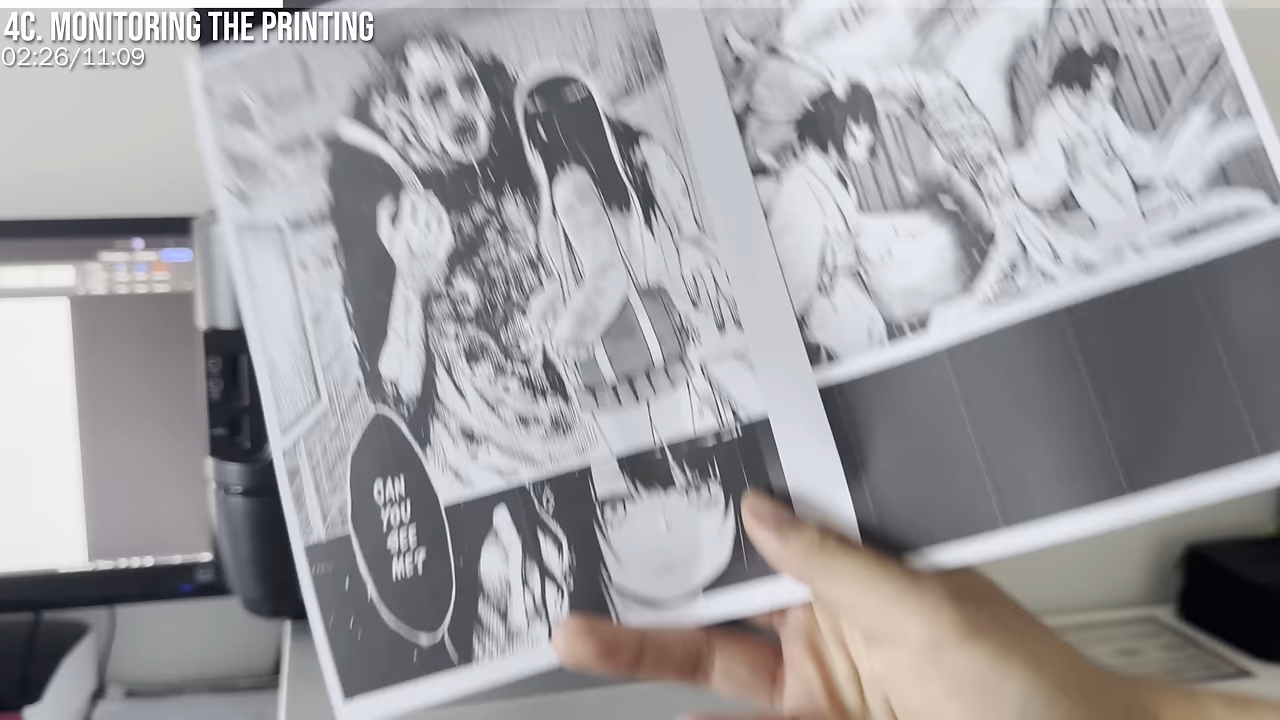 4C. MONITORING THE PRINTING
02:26/11:09
CAN
YOU
SEE
ME?